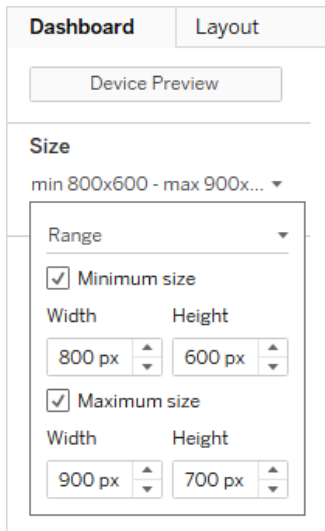 Dashboard Layout
Device Preview
Size
min 800x600 - max 900x...
Range
Minimum size
Width Height
800 px 600 px
Maximum size
Width Height
900 px 700 px